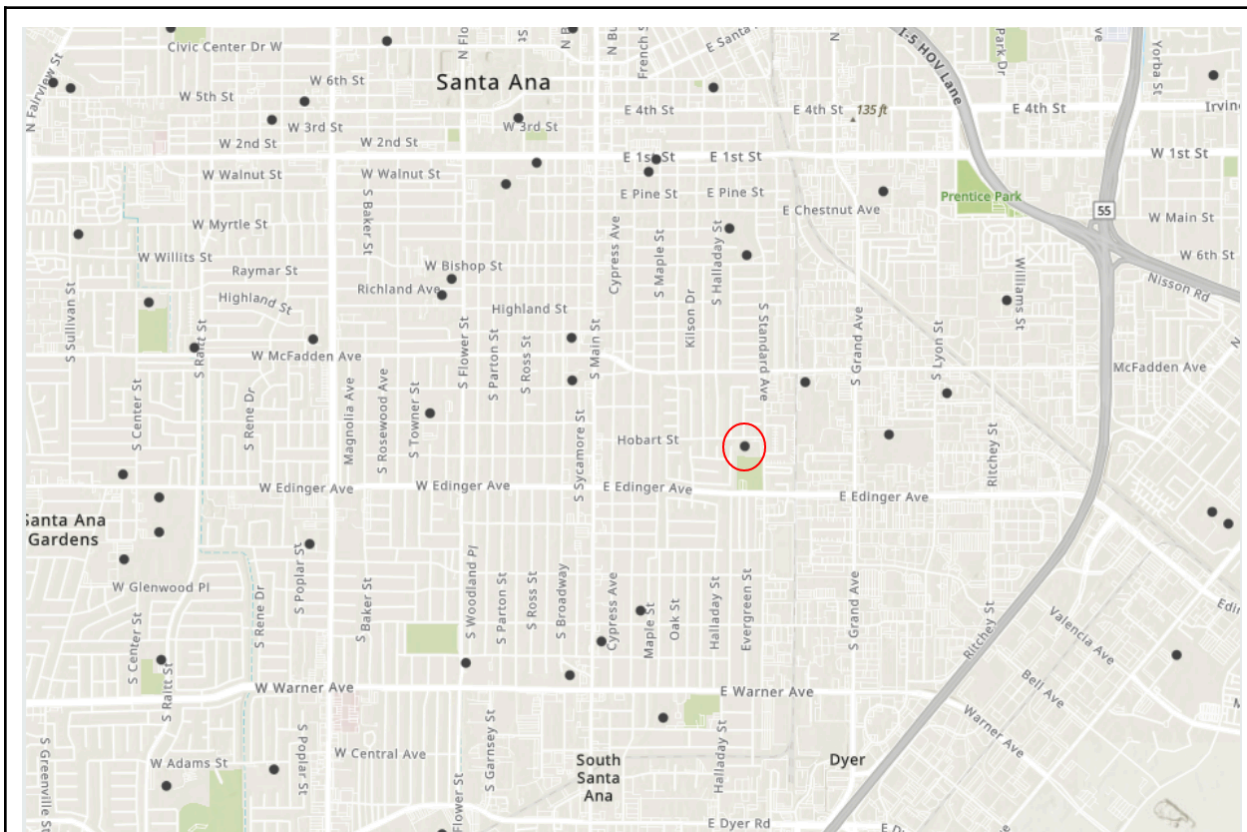 N Fairview St
Civic Center Dr W
N Flo
St
N B
N Bu
French S
E Santa
N
I-5 HOV Lane
Park Dr
Ave
Yorba St
W 6th St
Santa Ana
W 5th St
W 3rd St
W 3rd St
E 4th St
E 4th St
135 ft
E 4th St
Irvin
W 2nd St
W 2nd St
E 1st St
E 1st St
W 1st St
W Walnut St
W Walnut St
E Pine St
E Pine St
Prentice Park
55
S Baker St
W Myrtle St
E Chestnut Ave
W Main St
Cypress Ave
S Maple St
S Halladay St
W Willits St
Raymar St
W Bishop St
W 6th St
Richland Ave
Highland St
Highland St
Williams St
Nisson Rd
S Sullivan St
S Raitt St
W McFadden Ave
S Flower St
S Parton St
S Ross St
S Main St
Kilson Dr
S Standard Ave
S Grand Ave
S Lyon St
N
McFadden Ave
S Center St
S Rene Dr
Magnolia Ave
S Rosewood Ave
S Towner St
S Sycamore St
Hobart St
Ritchey St
W Edinger Ave
W Edinger Ave
E Edinger Ave
E Edinger Ave
Santa Ana
Gardens
W Glenwood Pl
S Center St
S Rene Dr
S Poplar St
S Baker St
S Woodland Pl
S Parton St
S Ross St
S Broadway
Cypress Ave
Maple St
Oak St
Halladay St
Evergreen St
S Grand Ave
Ritchey St
Valencia Ave
Edin
S Raitt St
W Warner Ave
E Warner Ave
Bell Ave
Warner Ave
S Greenville St
W Adams St
S Poplar St
W Central Ave
S Garnsey St
Flower St
South
Santa
Ana
Halladay St
Dyer
E Dyer Rd
E D